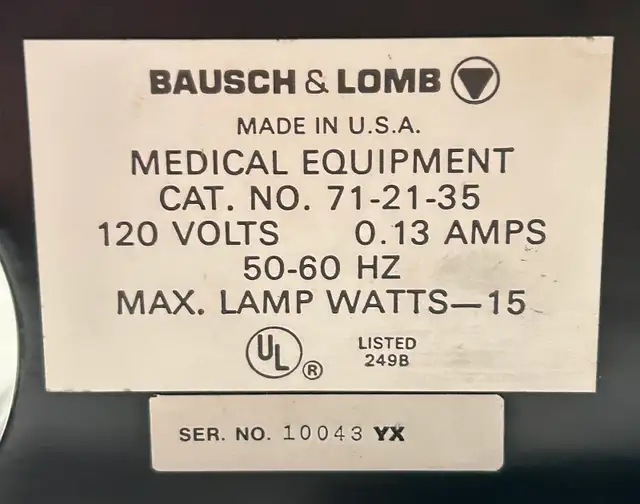 BAUSCH & LOMB
MADE IN U.S.A.
MEDICAL EQUIPMENT
CAT. NO. 71-21-35
120 VOLTS 0.13 AMPS
50-60 HZ
MAX. LAMP WATTS—15
UL ® LISTED
249B
SER. NO. 10043 YX